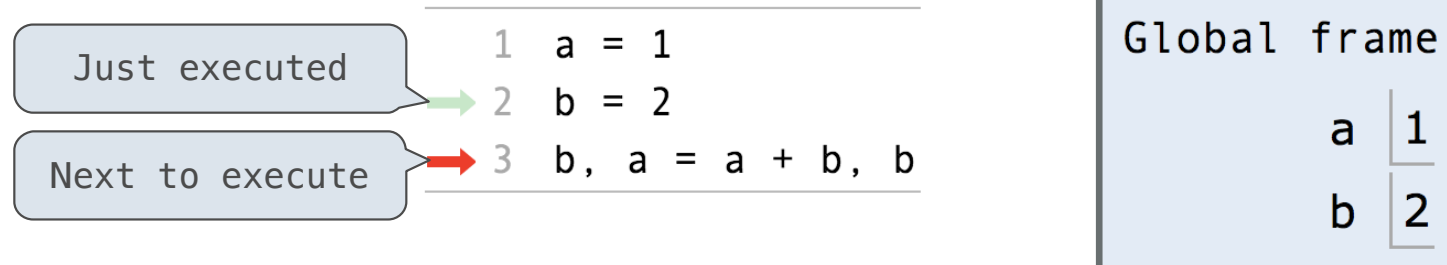 Just executed
Next to execute
1 a = 1
2 b = 2
3 b, a = a + b, b
Global frame
a 1
b 2